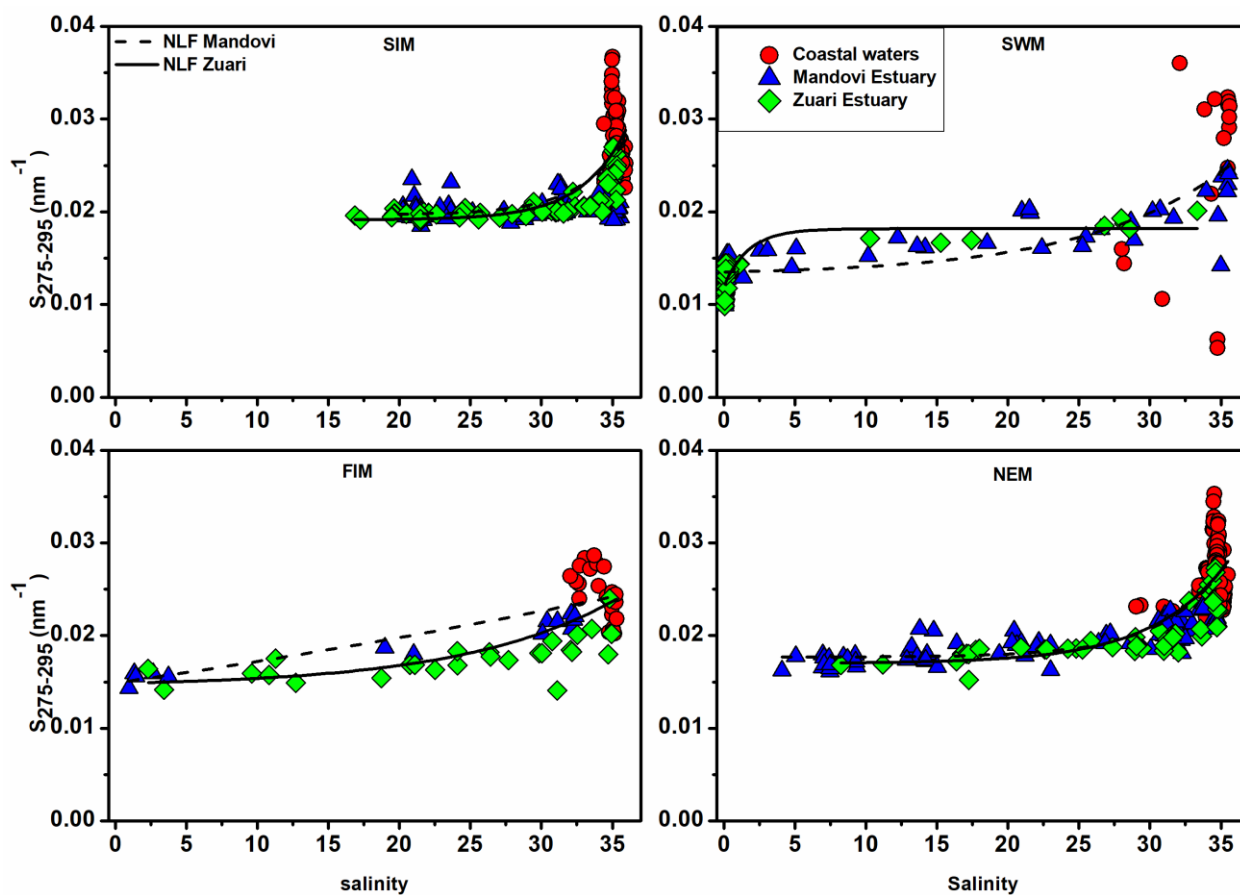 0.04
NLF Mandovi
NLF Zuari
SIM
0.03
0.02
0.01
0.00
0 5 10 15 20 25 30 35
S275-295 (nm-1)
0.04
SWM
Coastal waters
Mandovi Estuary
Zuari Estuary
0.03
0.02
0.01
0.00
0 5 10 15 20 25 30 35
0.04
FIM
0.03
0.02
0.01
0.00
0 5 10 15 20 25 30 35
S275-295 (nm-1)
salinity
0.04
NEM
0.03
0.02
0.01
0.00
0 5 10 15 20 25 30 35
Salinity